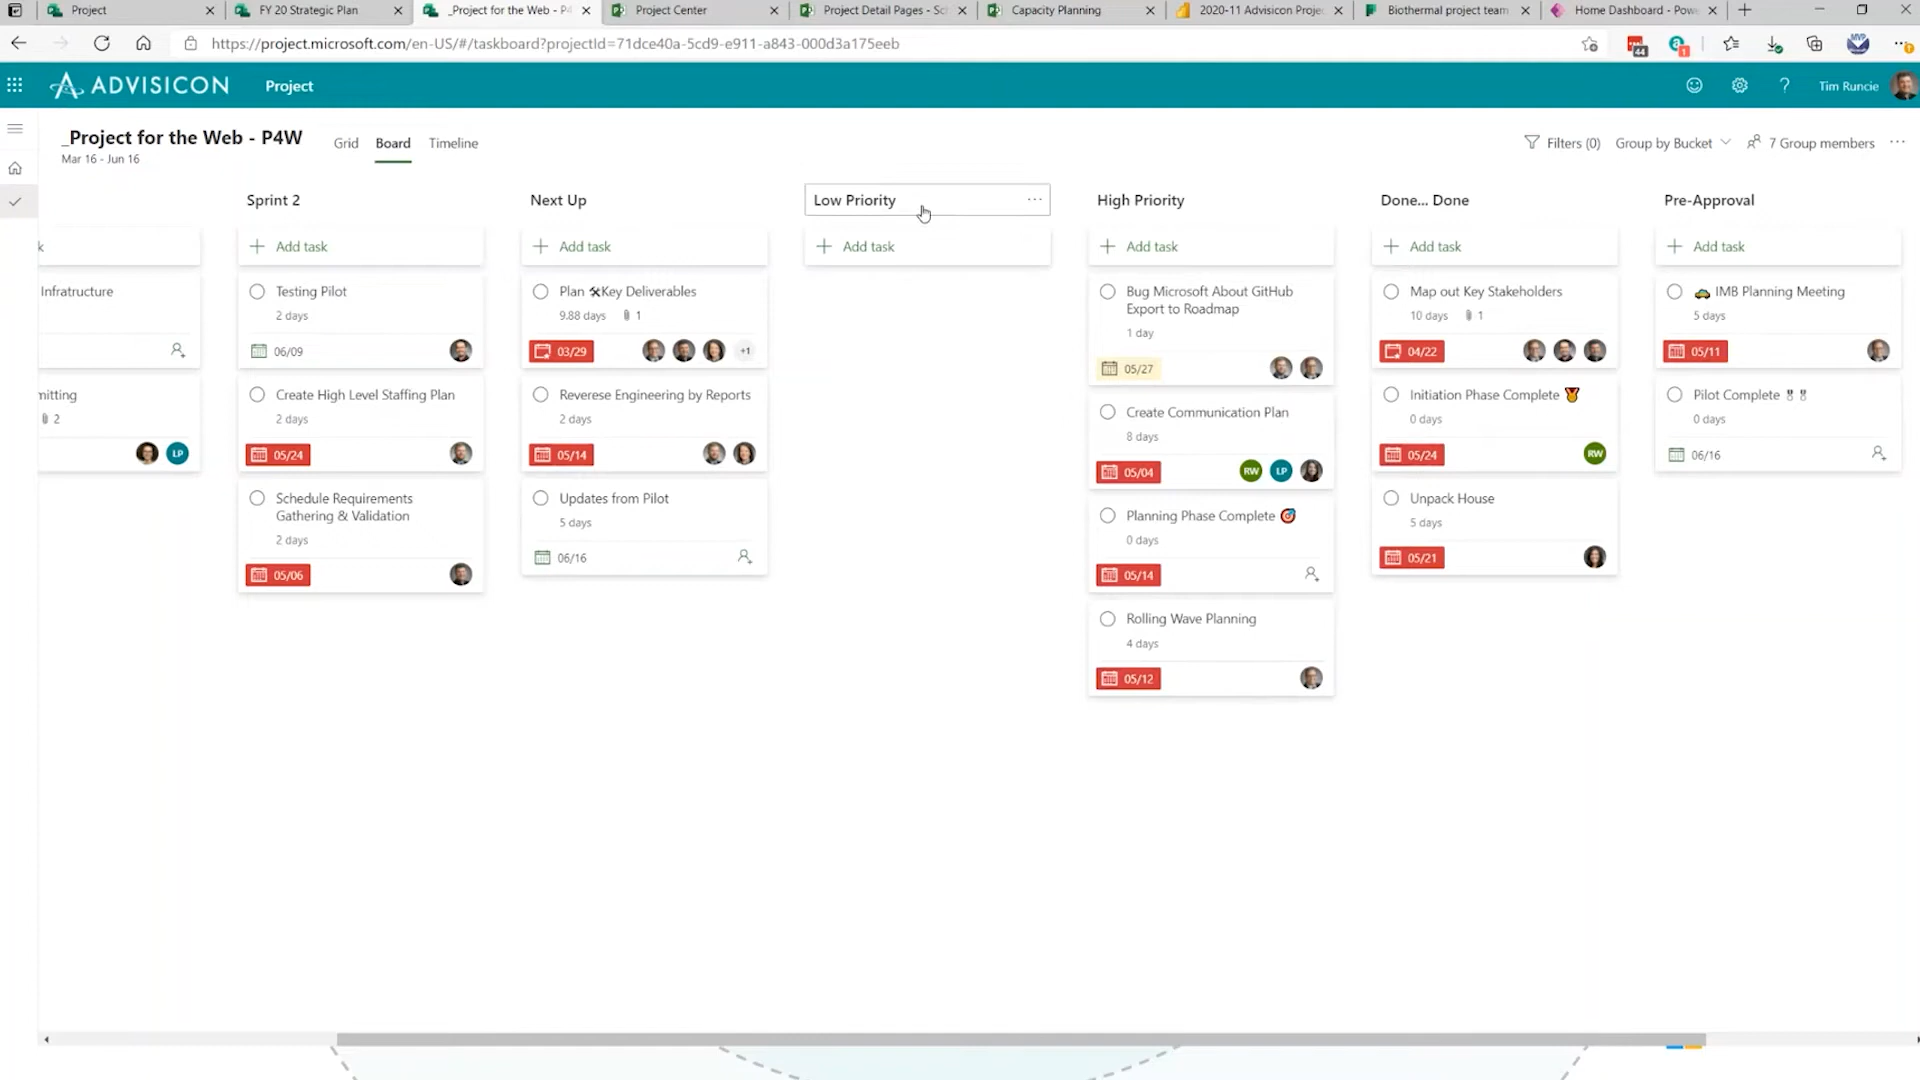 Project
FY 20 Strategic Plan
_Project for the Web - P4
Project Center
Project Detail Pages - Sc
Capacity Planning
2020-11 Advisicon Projec
Biothermal project team
Home Dashboard - Powe
https://project.microsoft.com/en-US/#/taskboard?projectId=71dce40a-5cd9-e911-a843-000d3a175eeb
44
1
MVP
ADVISICON
Project
?
Tim Runcie
_Project for the Web - P4W
Mar 16 - Jun 16
Grid
Board
Timeline
Filters (0)
Group by Bucket
7 Group members
k
Infrastructure
mitting
2
LP
Sprint 2
Add task
Testing Pilot
2 days
06/09
Create High Level Staffing Plan
2 days
05/24
Schedule Requirements
Gathering & Validation
2 days
05/06
Next Up
Add task
Plan 🛠Key Deliverables
9.88 days 1
03/29
+1
Reverese Engineering by Reports
2 days
05/14
Updates from Pilot
5 days
06/16
Low Priority
Add task
High Priority
Add task
Bug Microsoft About GitHub
Export to Roadmap
1 day
05/27
Create Communication Plan
8 days
05/04
RW LP
Planning Phase Complete 🎯
0 days
05/14
Rolling Wave Planning
4 days
05/12
Done... Done
Add task
Map out Key Stakeholders
10 days 1
04/22
Initiation Phase Complete 🏅
0 days
05/24
RW
Unpack House
5 days
05/21
Pre-Approval
Add task
🚕 IMB Planning Meeting
5 days
05/11
Pilot Complete 🎖🎖
0 days
06/16